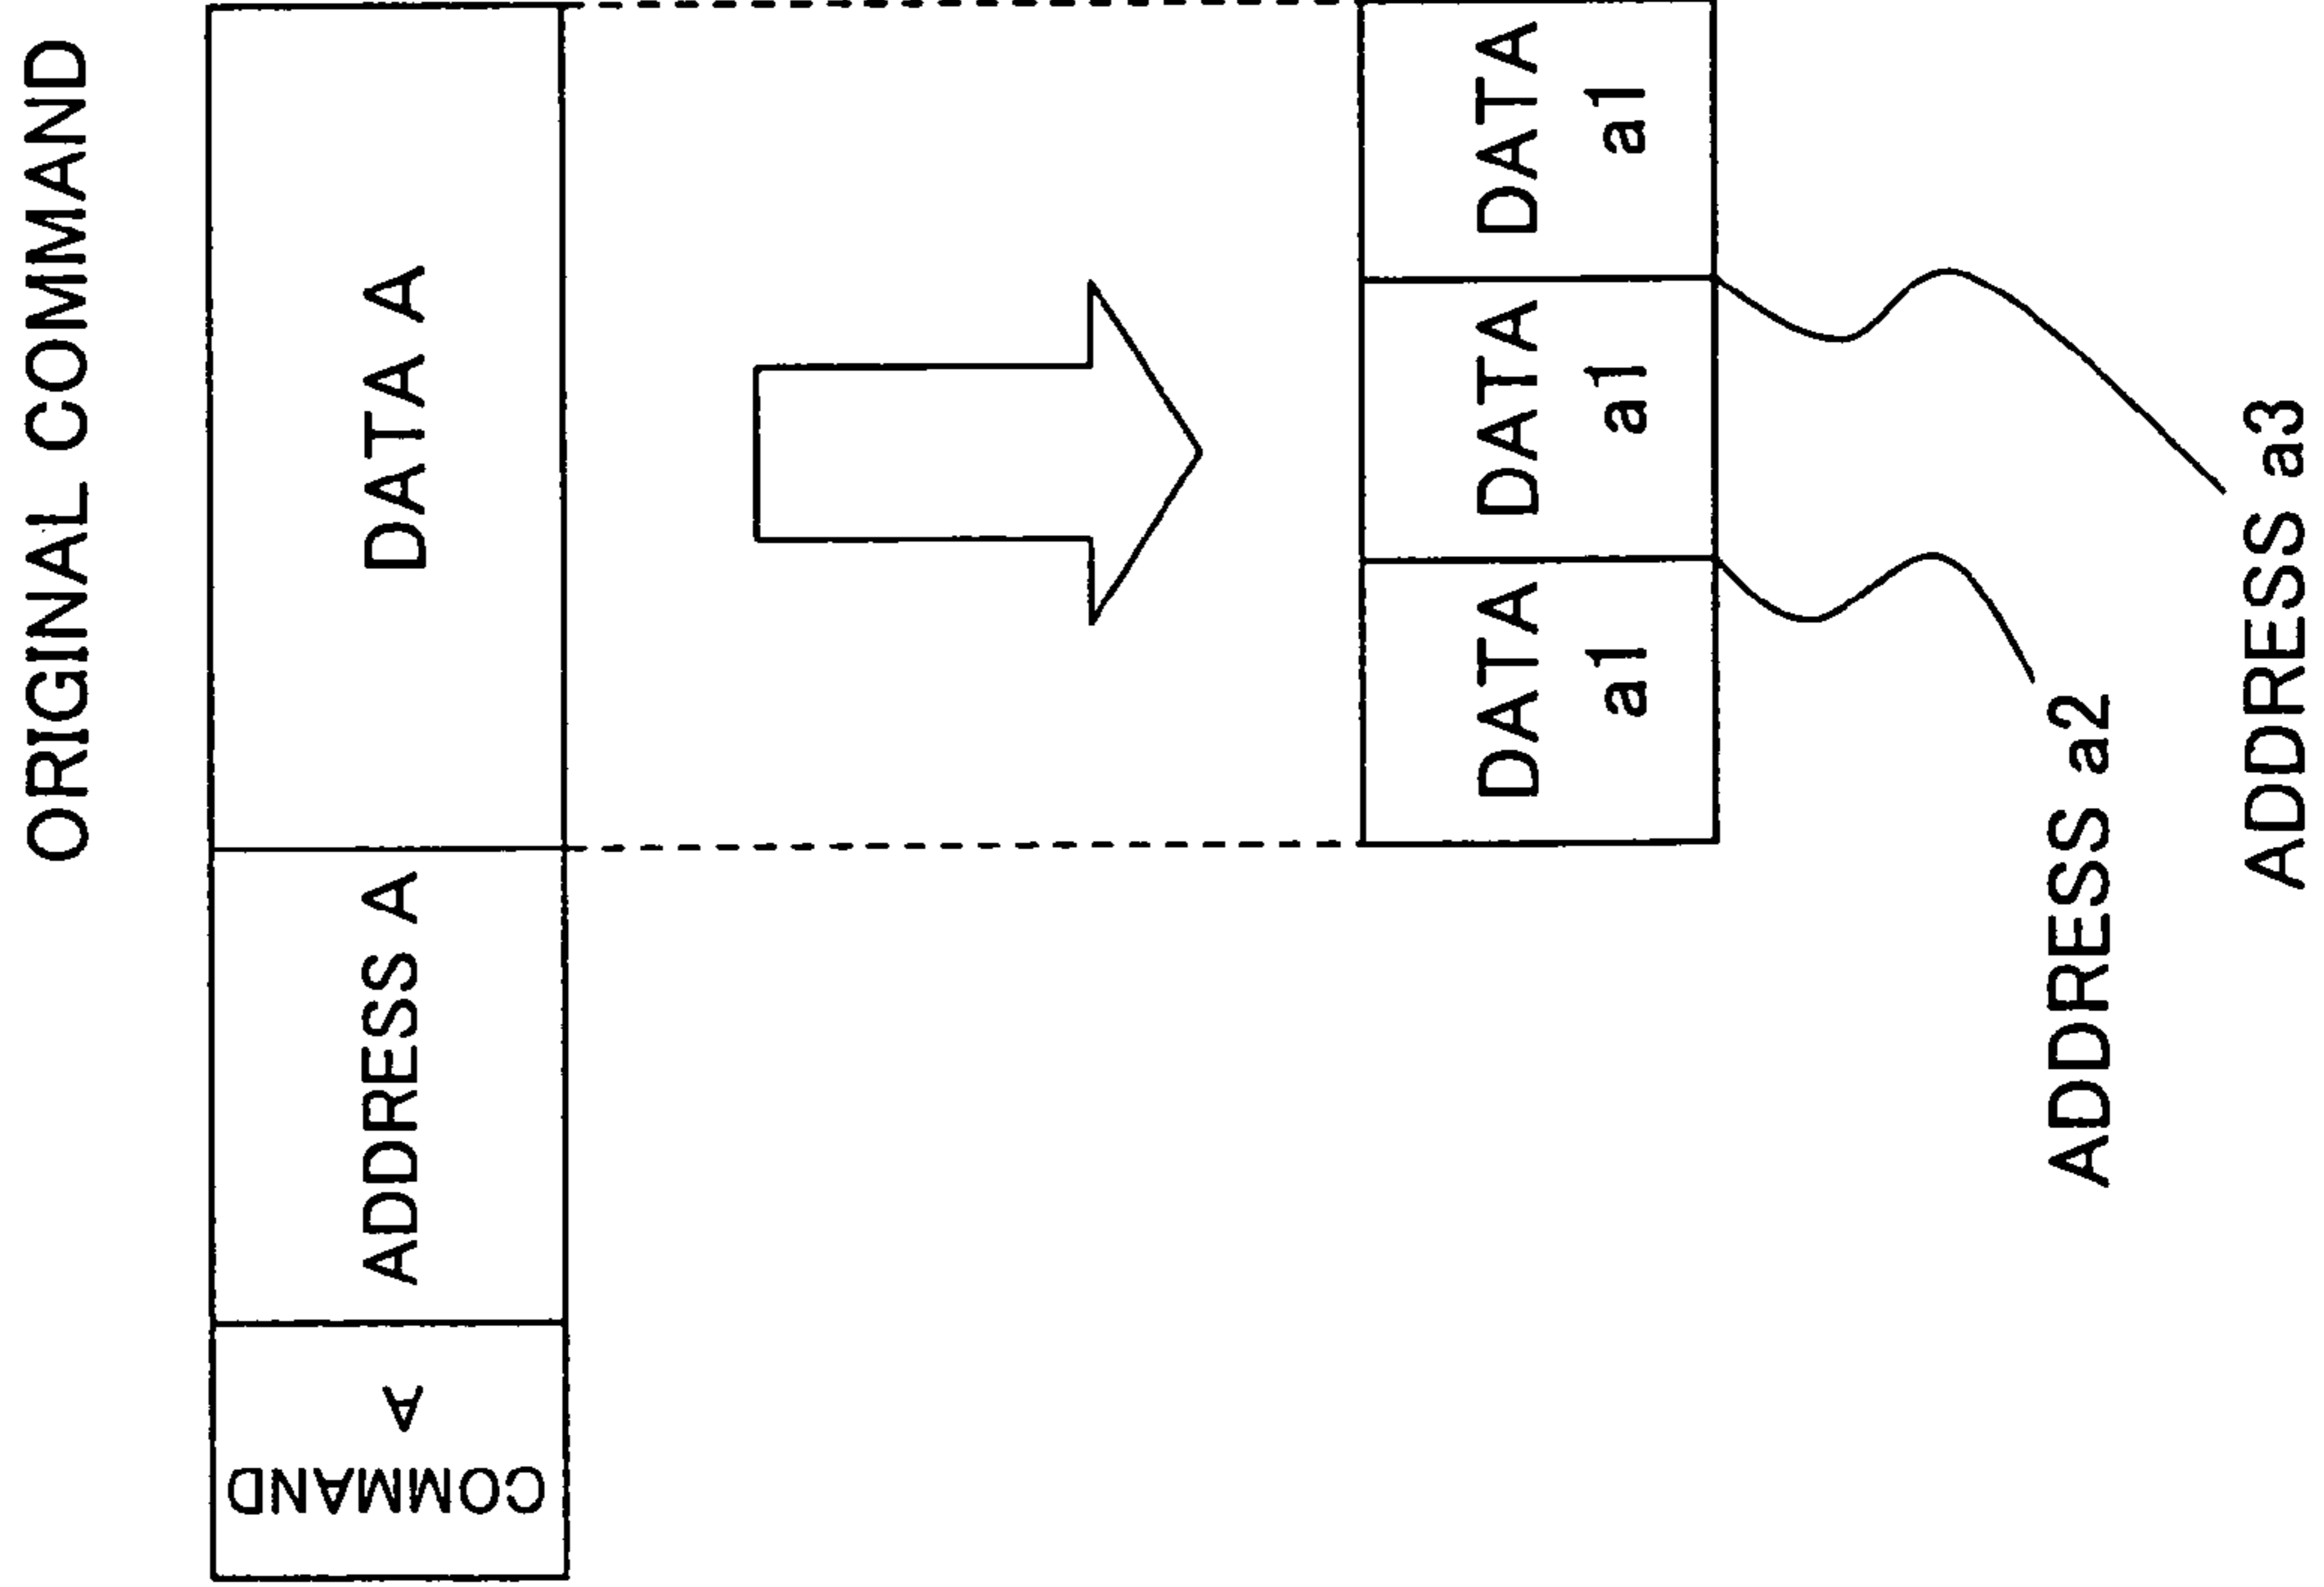 ORIGINAL COMMAND
COMMAND
A
ADDRESS A
DATA A
DATA
a1
DATA
a1
DATA
a1
ADDRESS a2
ADDRESS a3